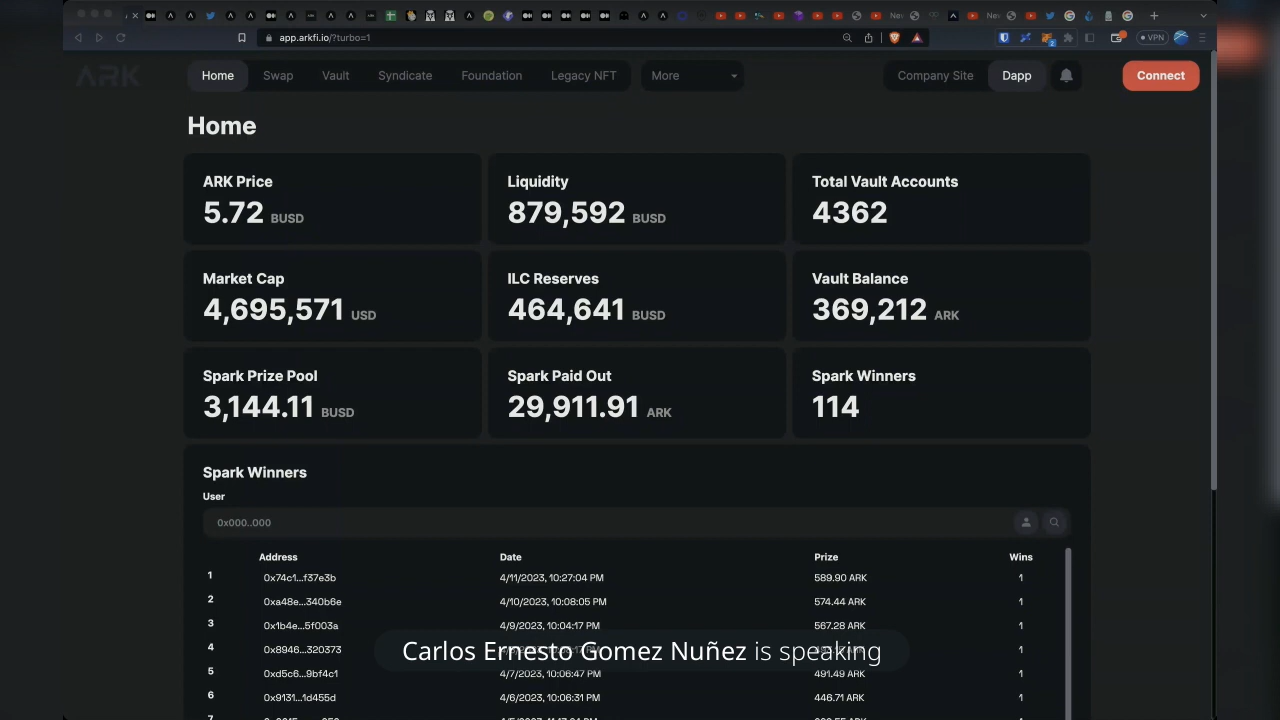 app.arkfi.io/?turbo=1
VPN
ARK
Home
Swap
Vault
Syndicate
Foundation
Legacy NFT
More
Company Site
Dapp
Connect
Home
ARK Price
5.72 BUSD
Liquidity
879,592 BUSD
Total Vault Accounts
4362
Market Cap
4,695,571 USD
ILC Reserves
464,641 BUSD
Vault Balance
369,212 ARK
Spark Prize Pool
3,144.11 BUSD
Spark Paid Out
29,911.91 ARK
Spark Winners
114
Spark Winners
User
0x000..000
Address Date Prize Wins
1 0x74c1...f37e3b 4/11/2023, 10:27:04 PM 589.90 ARK 1
2 0xa48e...340b6e 4/10/2023, 10:08:05 PM 574.44 ARK 1
3 0x1b4e...5f003a 4/9/2023, 10:04:17 PM 567.28 ARK 1
4 0x8946...320373 1
Carlos Ernesto Gomez Nuñez is speaking
5 0xd5c6...9bf4c1 4/7/2023, 10:06:47 PM 491.49 ARK 1
6 0x9131...1d455d 4/6/2023, 10:06:31 PM 446.71 ARK 1